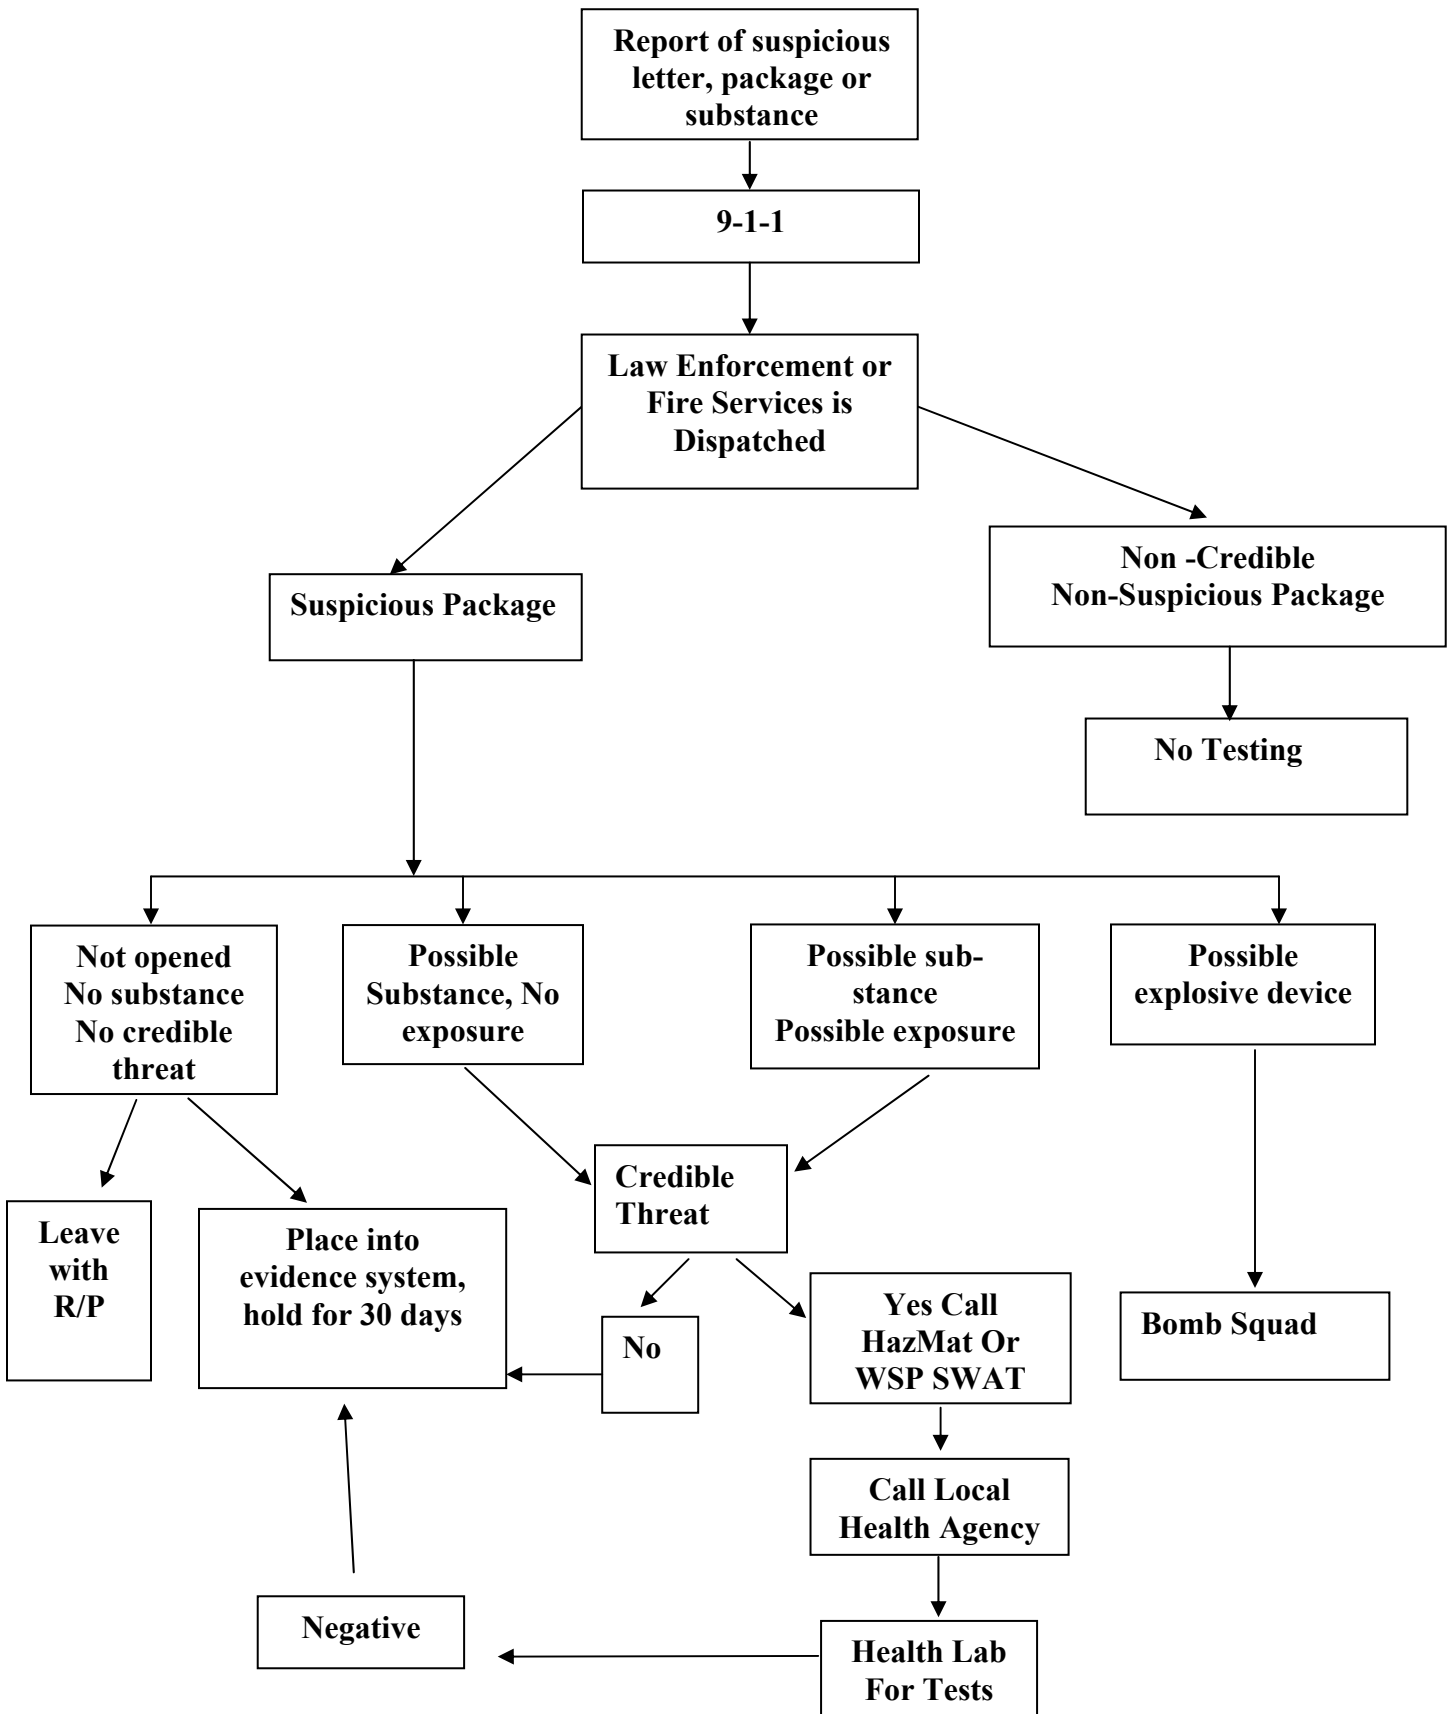 Report of suspicious
letter, package or
substance
9-1-1
Law Enforcement or
Fire Services is
Dispatched
Suspicious Package
Non -Credible
Non-Suspicious Package
No Testing
Not opened
No substance
No credible
threat
Possible
Substance, No
exposure
Possible sub-
stance
Possible exposure
Possible
explosive device
Leave
with
R/P
Place into
evidence system,
hold for 30 days
Credible
Threat
No
Yes Call
HazMat Or
WSP SWAT
Bomb Squad
Call Local
Health Agency
Negative
Health Lab
For Tests